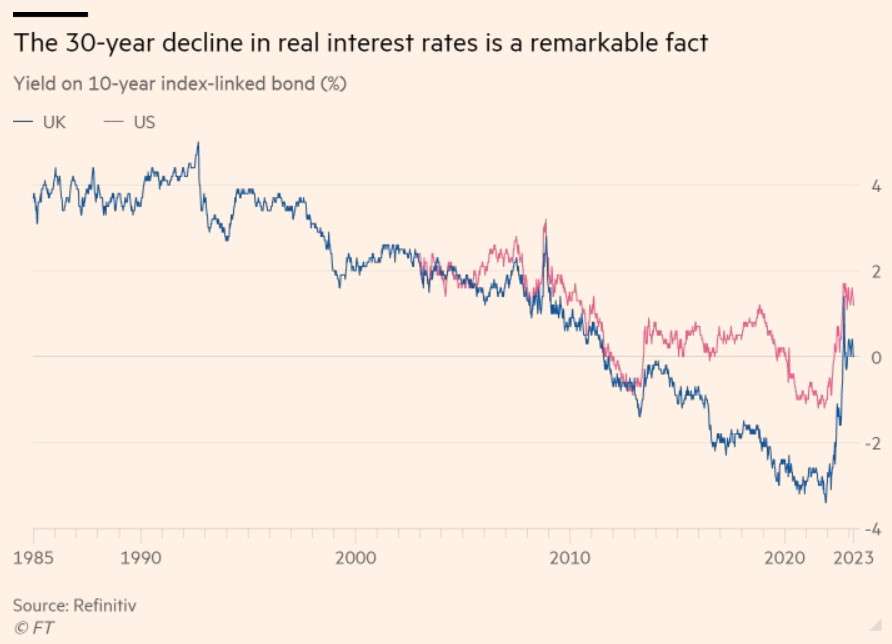 The 30-year decline in real interest rates is a remarkable fact
Yield on 10-year index-linked bond (%)
UK US
4
2
0
-2
-4
1985 1990 2000 2010 2020 2023
Source: Refinitiv
© FT